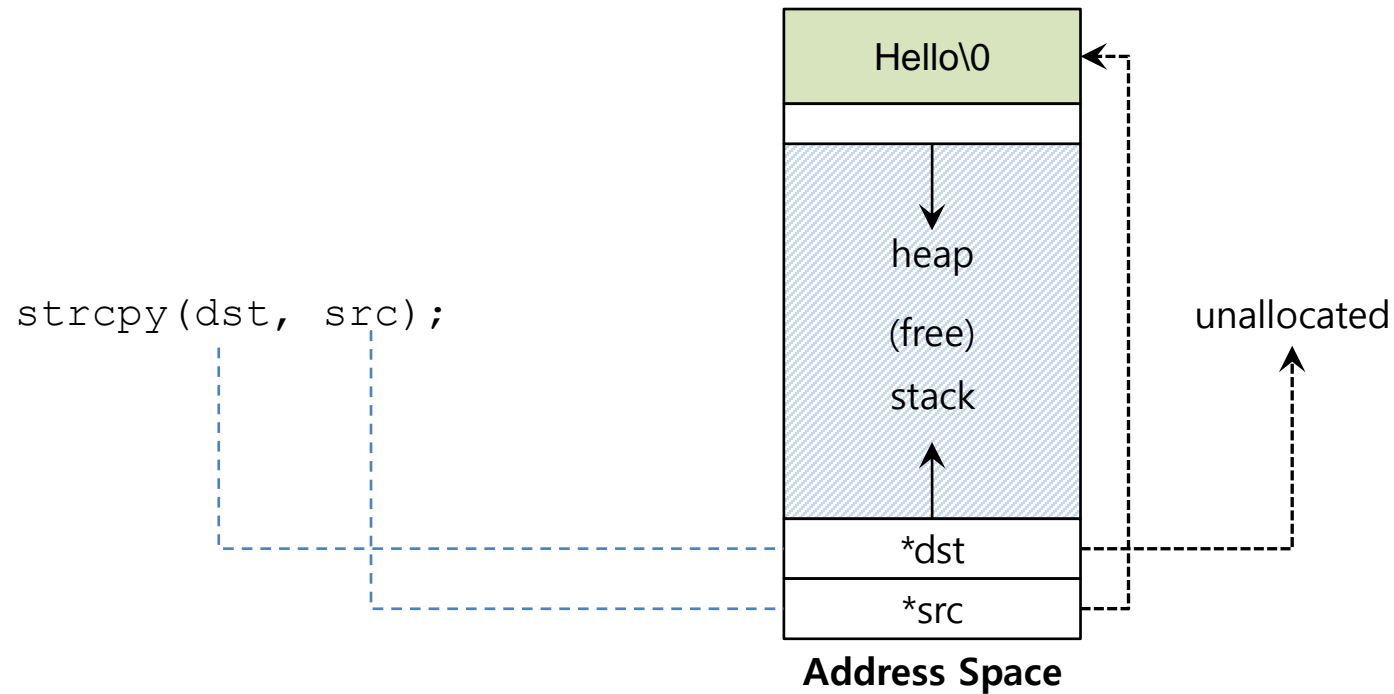 Hello\0
heap
(free)
stack
strcpy(dst, src);
unallocated
*dst
*src
Address Space